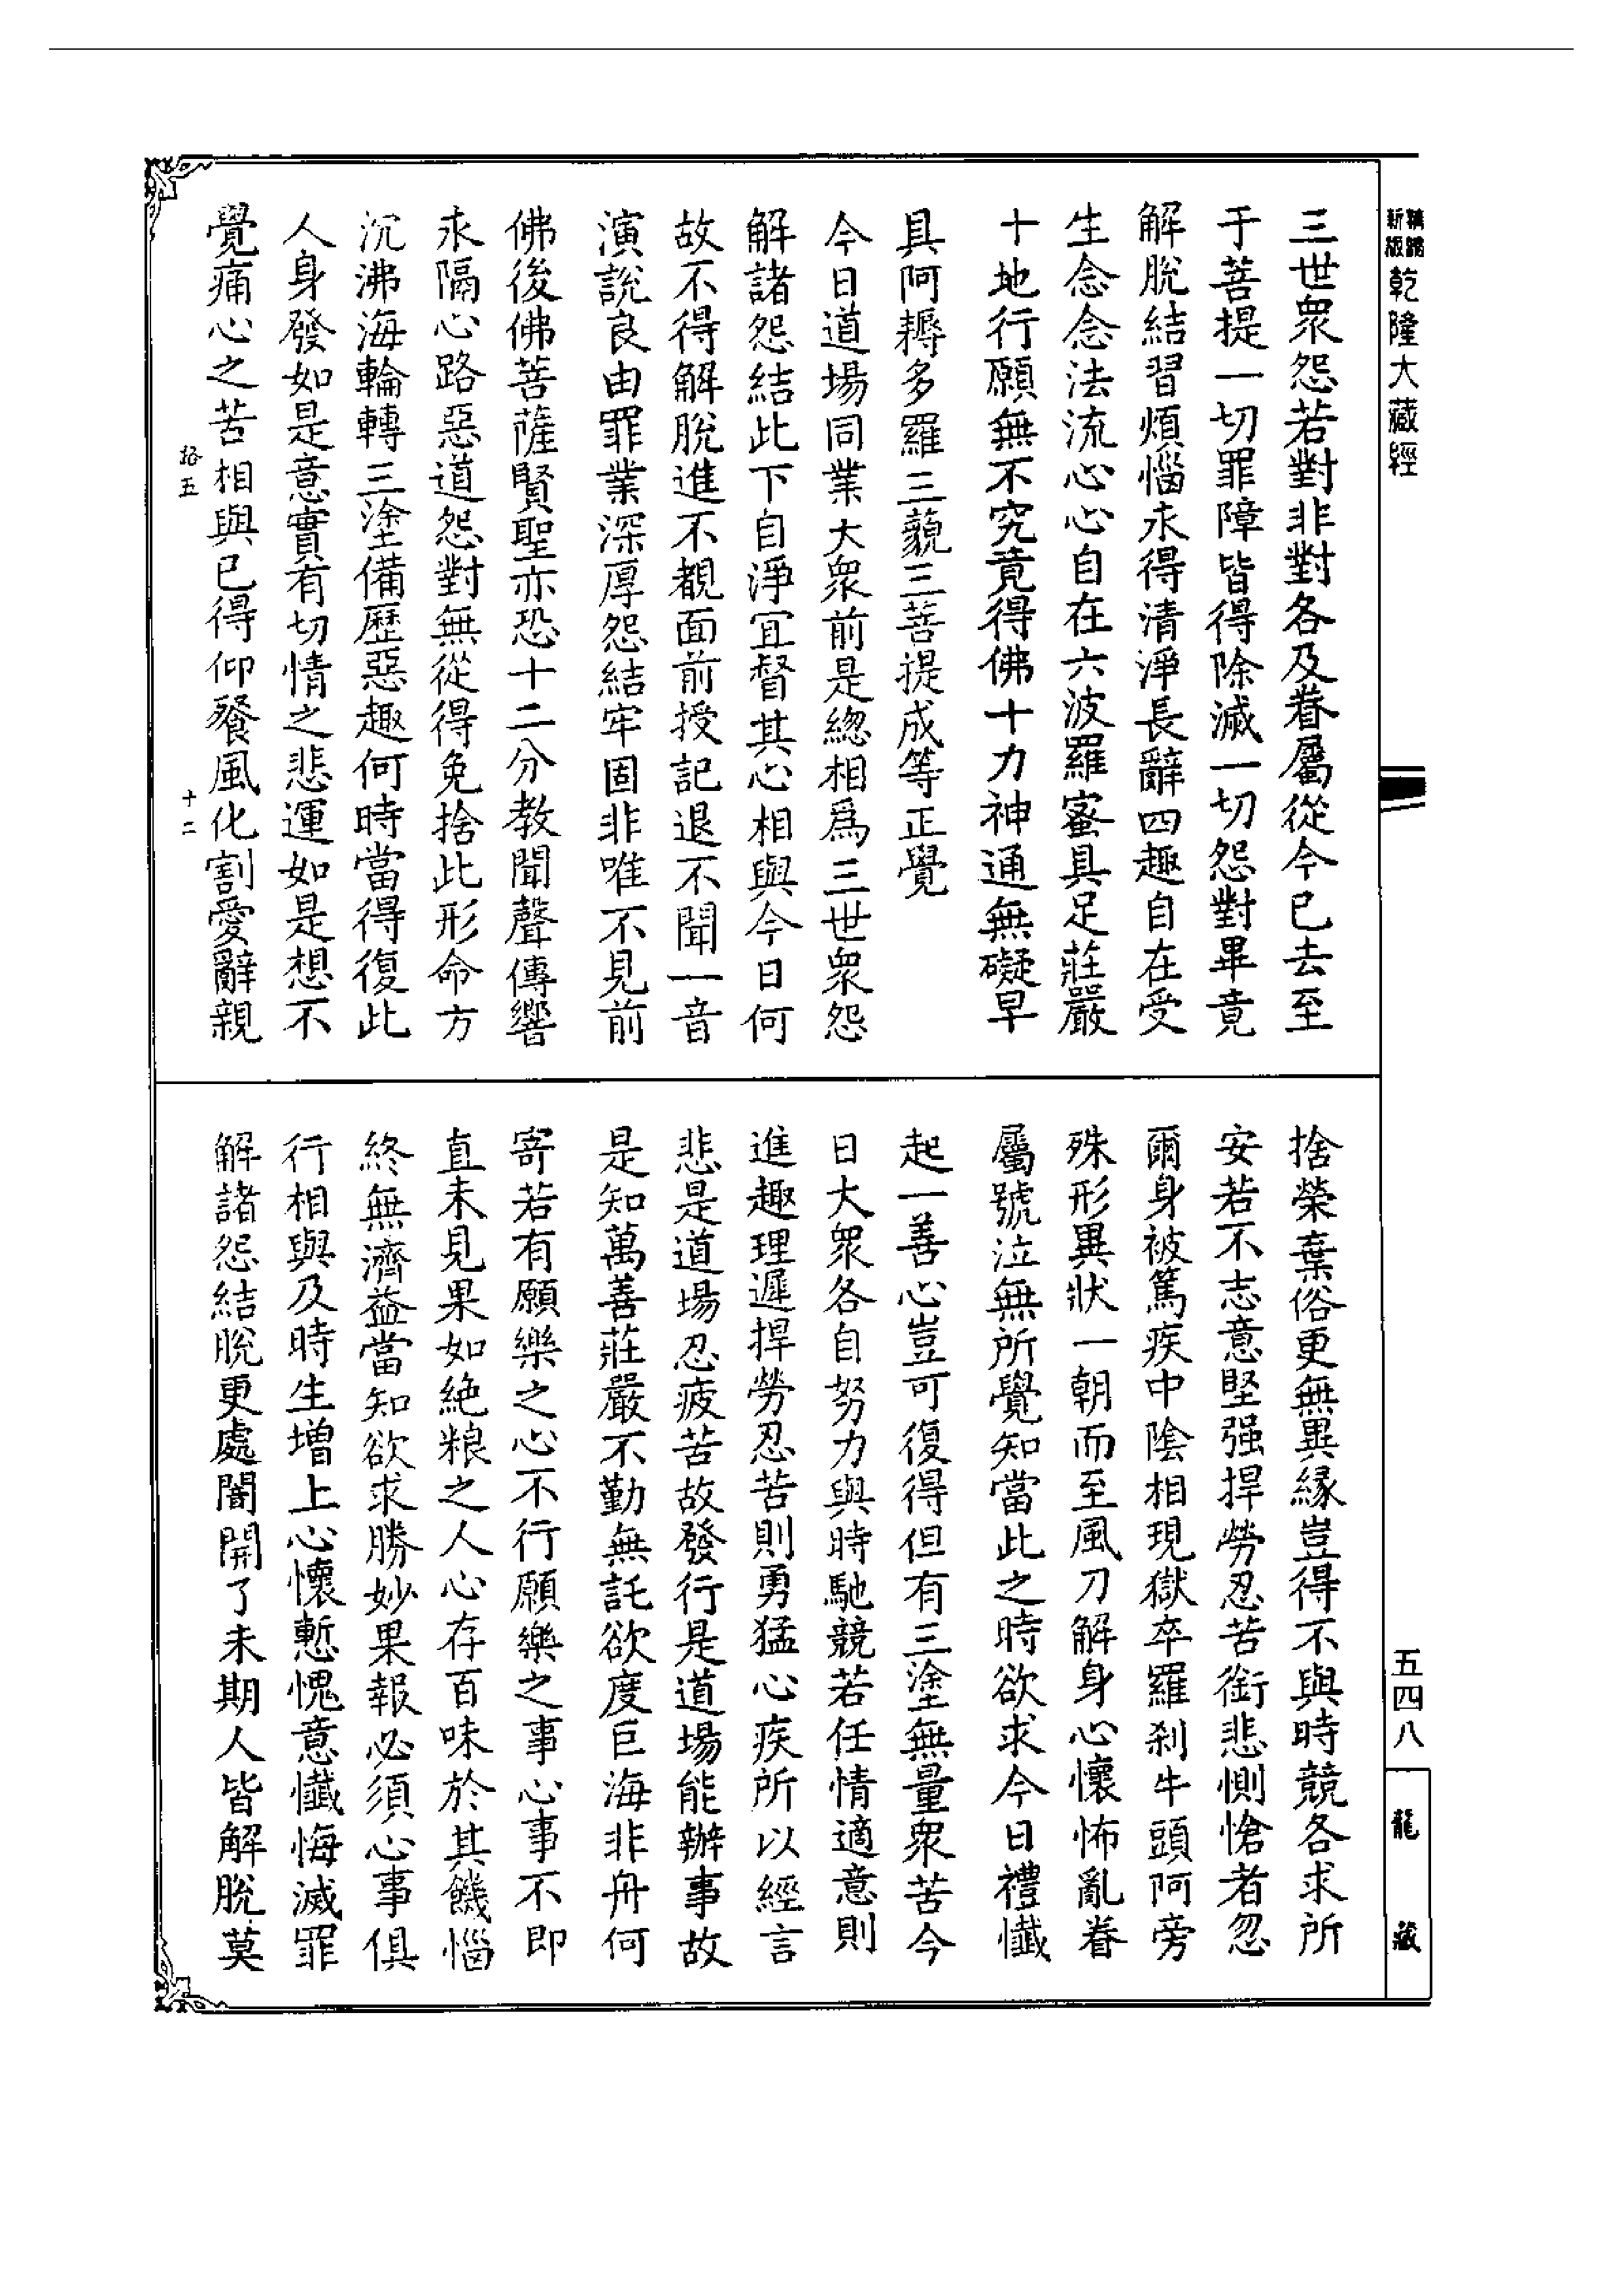 精縮新版乾隆大藏經
三世衆怨若對非對各及眷屬從今已去至
于菩提一切罪障皆得除滅一切怨對畢竟
解脫結習煩惱永得清淨長辭四趣自在受
生念念法流心心自在六波羅蜜具足莊嚴
十地行願無不究竟得佛十力神通無礙早
具阿耨多羅三藐三菩提成等正覺
今日道場同業大衆前是總相爲三世衆怨
解諸怨結此下自淨宜督其心相與今日何
故不得解脫進不覩面前授記退不聞一音
演說良由罪業深厚怨結牢固非唯不見前
佛後佛菩薩賢聖亦恐十二分教聞聲傳響
永隔心路惡道怨對無從得免捨此形命方
沉沸海輪轉三塗備歷惡趣何時當得復此
人身發如是意實有切情之悲運如是想不
覺痛心之苦相與已得仰餐風化割愛辭親
捨榮棄俗更無異緣豈得不與時競各求所
安若不志意堅强捍勞忍苦銜悲惻愴者忽
爾身被篤疾中陰相現獄卒羅刹牛頭阿旁
殊形異狀一朝而至風刀解身心懷怖亂眷
屬號泣無所覺知當此之時欲求今日禮懺
起一善心豈可復得但有三塗無量衆苦今
日大衆各自努力與時馳競若任情適意則
進趣理遲捍勞忍苦則勇猛心疾所以經言
悲是道場忍疲苦故發行是道場能辦事故
是知萬善莊嚴不勤無託欲度巨海非舟何
寄若有願樂之心不行願樂之事心事不即
直未見果如絶粮之人心存百味於其饑惱
終無濟益當知欲求勝妙果報必須心事俱
行相與及時生增上心懷慙愧意懺悔滅罪
解諸怨結脫更處闇開了未期人皆解脫莫
十二
五四八
龍藏